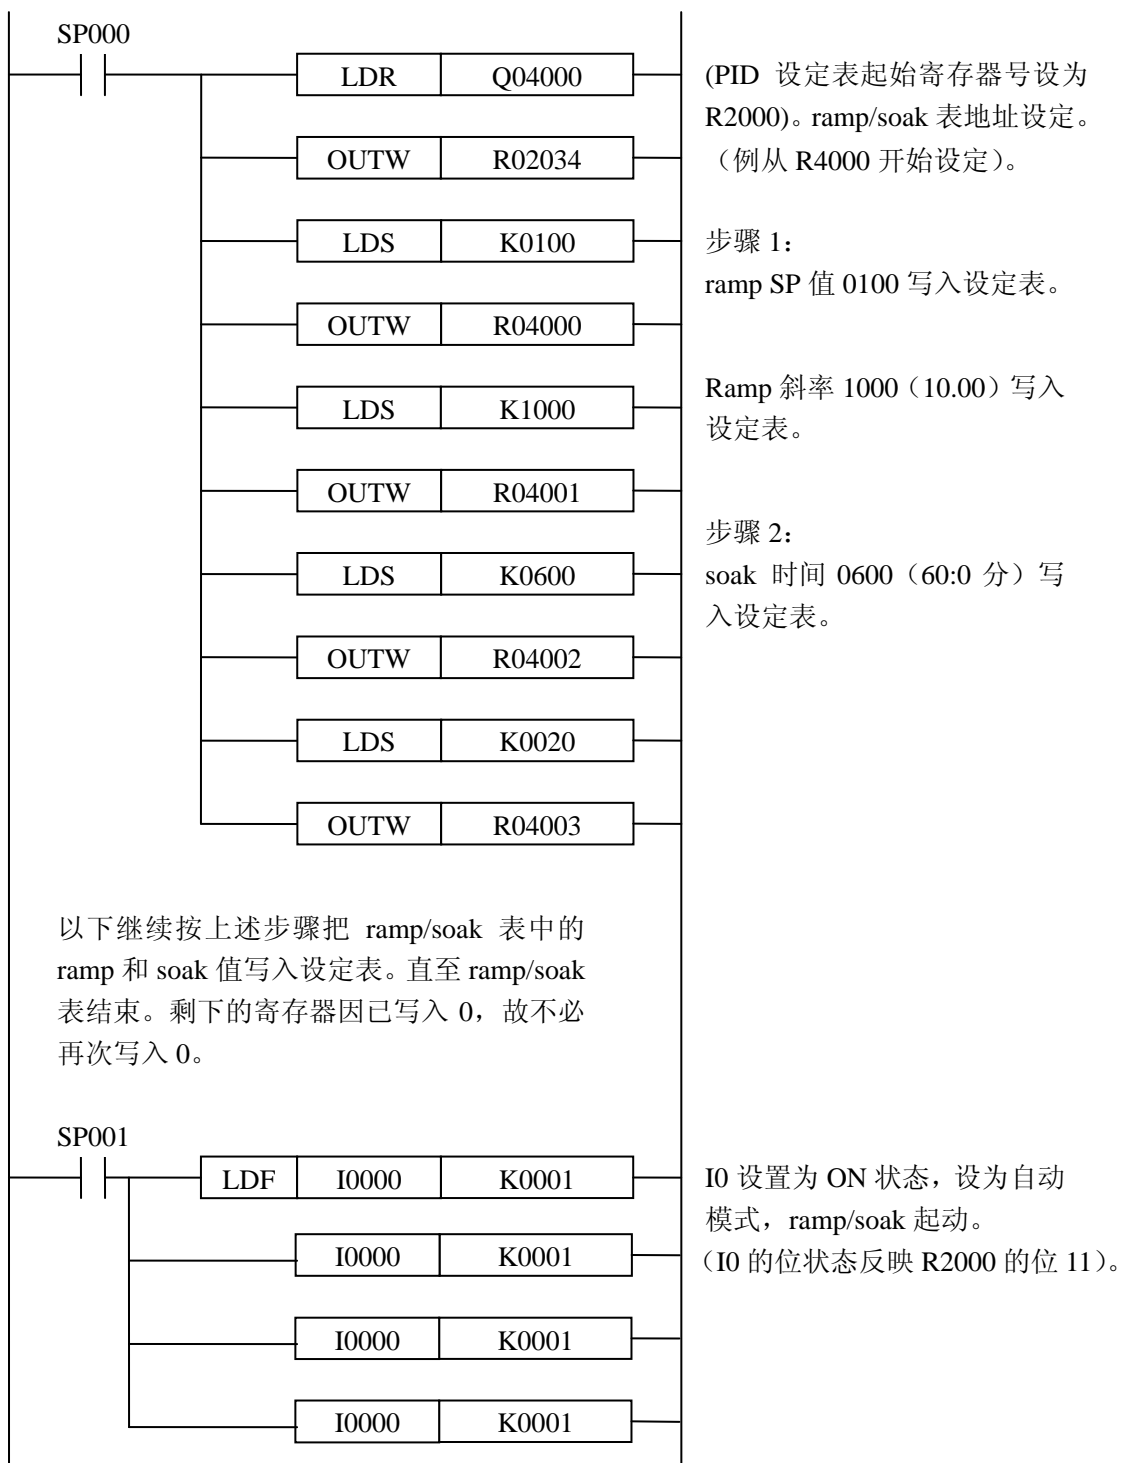 SP000
LDR Q04000
(PID 设定表起始寄存器号设为
R2000)。ramp/soak 表地址设定。
OUTW R02034
（例从 R4000 开始设定）。
LDS K0100
步骤 1：
ramp SP 值 0100 写入设定表。
OUTW R04000
LDS K1000
Ramp 斜率 1000（10.00）写入
设定表。
OUTW R04001
步骤 2：
LDS K0600
soak 时间 0600（60:0 分）写
入设定表。
OUTW R04002
LDS K0020
OUTW R04003
以下继续按上述步骤把 ramp/soak 表中的
ramp 和 soak 值写入设定表。直至 ramp/soak
表结束。剩下的寄存器因已写入 0，故不必
再次写入 0。
SP001
LDF I0000 K0001
I0 设置为 ON 状态，设为自动
模式，ramp/soak 起动。
I0000 K0001
（I0 的位状态反映 R2000 的位 11）。
I0000 K0001
I0000 K0001